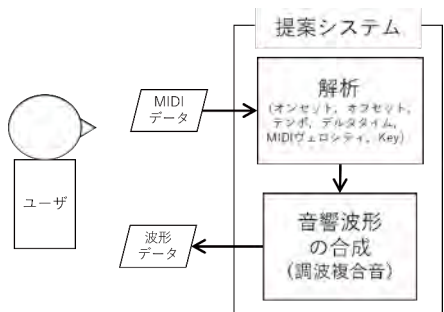 提案システム
MIDI
データ
解析
(オンセット, オフセット,
テンポ, デルタタイム,
MIDIヴェロシティ, Key)
ユーザ
波形
データ
音響波形
の合成
(調波複合音)